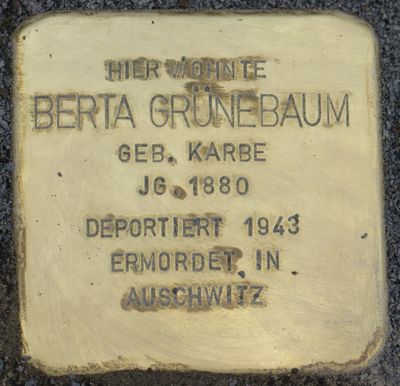 HIER WOHNTE
BERTA GRÜNEBAUM
GEB. KARBE
JG. 1880
DEPORTIERT 1943
ERMORDET IN
AUSCHWITZ